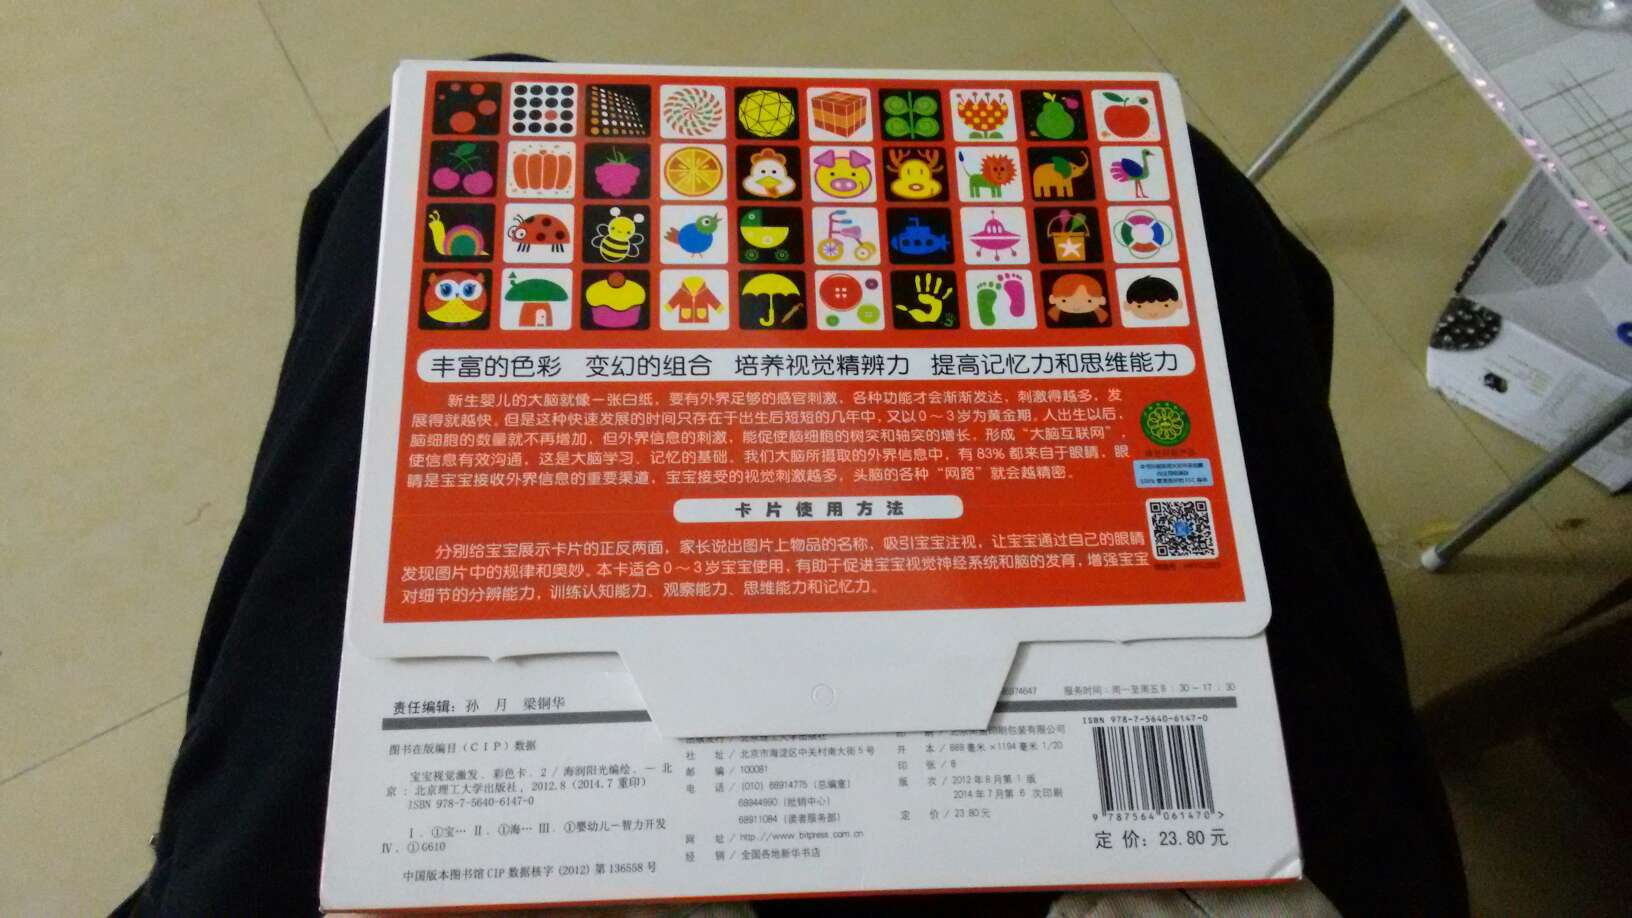 丰富的色彩 变幻的组合 培养视觉精辨力 提高记忆力和思维能力
新生婴儿的大脑就像一张白纸，要有外界足够的感官刺激，各种功能才会渐渐发达，刺激得越多，发
展得就越快。但是这种快速发展的时间只存在于出生后短短的几年中，又以0～3岁为黄金期。人出生以后，
脑细胞的数量就不再增加，但外界信息的刺激，能促使脑细胞的树突和轴突的增长，形成“大脑互联网”，
使信息有效沟通，这是大脑学习、记忆的基础。我们大脑所摄取的外界信息中，有83%都来自于眼睛，眼
睛是宝宝接收外界信息的重要渠道，宝宝接受的视觉刺激越多，头脑的各种“网路”就会越精密。
卡片使用方法
分别给宝宝展示卡片的正反两面，家长说出图片上物品的名称，吸引宝宝注视，让宝宝通过自己的眼睛
发现图片中的规律和奥妙。本卡适合0～3岁宝宝使用，有助于促进宝宝视觉神经系统和脑的发育，增强宝宝
对细节的分辨能力，训练认知能力、观察能力、思维能力和记忆力。
责任编辑：孙 月 梁铜华
图书在版编目（CIP）数据
宝宝视觉激发．彩色卡．2／海润阳光编绘．—北
京：北京理工大学出版社，2012.8（2014.7重印）
ISBN 978-7-5640-6147-0
Ⅰ．①宝… Ⅱ．①海… Ⅲ．①婴幼儿－智力开发
Ⅳ．①G610
中国版本图书馆CIP数据核字(2012)第136558号
社 址／北京市海淀区中关村南大街5号
邮 编／100081
电 话／(010)68914775（总编室）
68944990（批销中心）
68911084（读者服务部）
网 址／http://www.bitpress.com.cn
经 销／全国各地新华书店
服务时间：周一至周五8：30－17：30
开 本／889毫米×1194毫米 1/20
印 张／8
版 次／2012年8月第1版
2014年7月第6次印刷
定 价／23.80元
ISBN 978-7-5640-6147-0
9 787564 061470 >
定价：23.80元